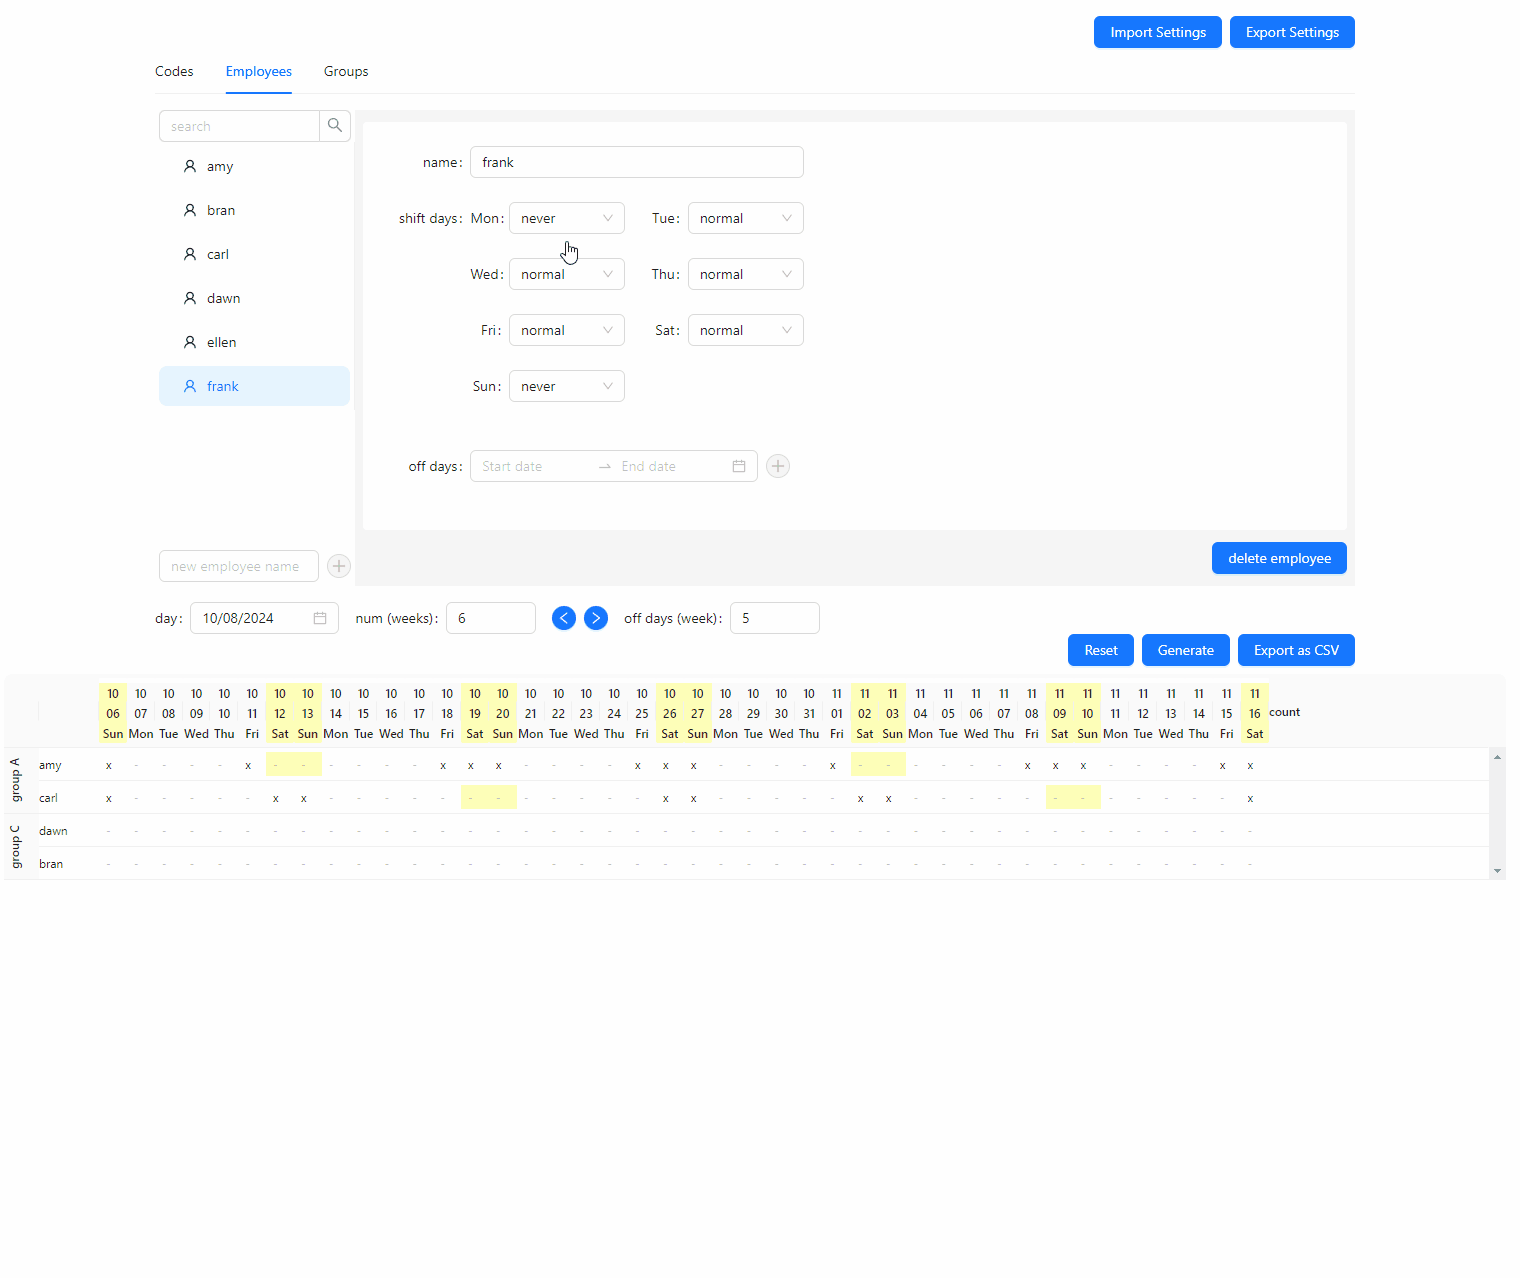 Import Settings Export Settings
Codes Employees Groups
search
amy
bran
carl
dawn
ellen
frank
name: frank
shift days: Mon: never Tue: normal
Wed: normal Thu: normal
Fri: normal Sat: normal
Sun: never
off days: Start date End date
new employee name
delete employee
day: 10/08/2024 num (weeks): 6 off days (week): 5
Reset Generate Export as CSV
10 10 10 10 10 10 10 10 10 10 10 10 10 10 10 10 10 10 10 10 10 10 10 10 10 10 11 11 11 11 11 11 11 11 11 11 11 11 11 11 11 11
06 07 08 09 10 11 12 13 14 15 16 17 18 19 20 21 22 23 24 25 26 27 28 29 30 31 01 02 03 04 05 06 07 08 09 10 11 12 13 14 15 16 count
Sun Mon Tue Wed Thu Fri Sat Sun Mon Tue Wed Thu Fri Sat Sun Mon Tue Wed Thu Fri Sat Sun Mon Tue Wed Thu Fri Sat Sun Mon Tue Wed Thu Fri Sat Sun Mon Tue Wed Thu Fri Sat
group A
amy x - - - - x - - - - - - x x x - - - - x x x - - - - x - - - - - - x x x - - - - x x
carl x - - - - - x x - - - - - - - - - - - - x x - - - - - x x - - - - - - - - - - - - x
group C
dawn - - - - - - - - - - - - - - - - - - - - - - - - - - - - - - - - - - - - - - - - - -
bran - - - - - - - - - - - - - - - - - - - - - - - - - - - - - - - - - - - - - - - - - -